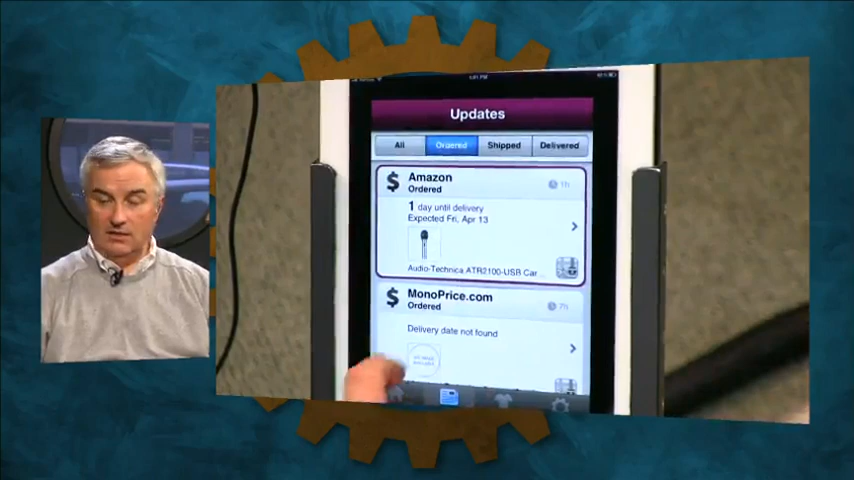 Updates
All Ordered Shipped Delivered
Amazon
Ordered
1h
1 day until delivery
Expected Fri, Apr 13
Audio-Technica ATR2100-USB Car...
MonoPrice.com
Ordered
7h
Delivery date not found